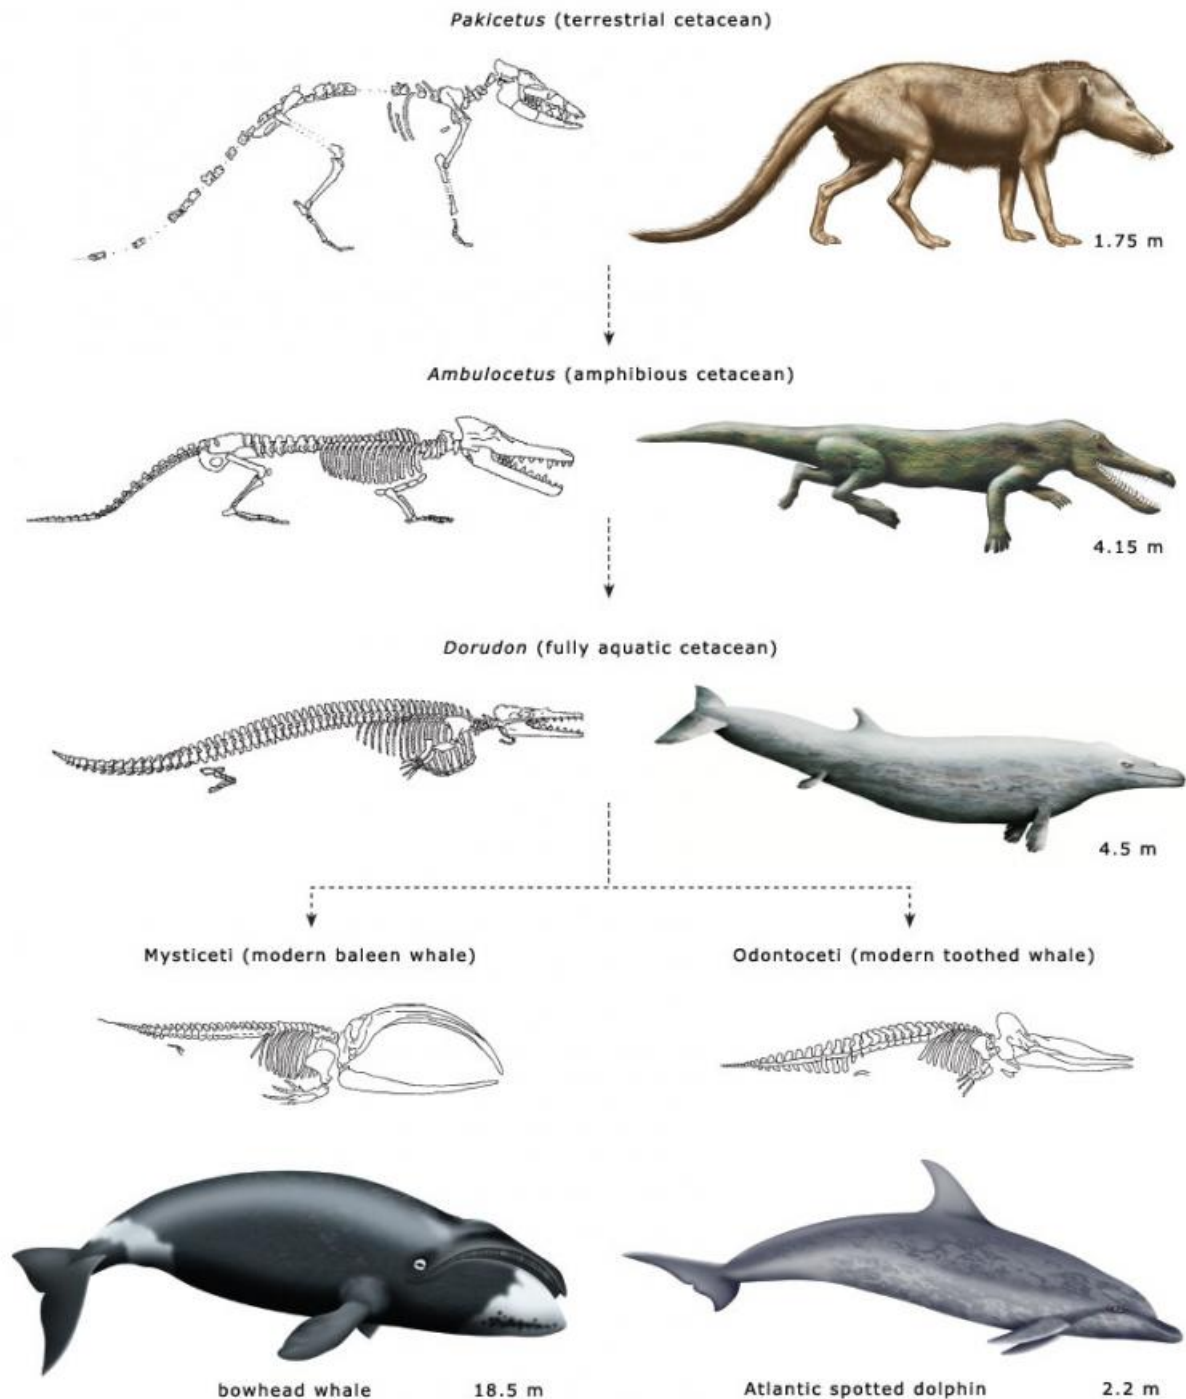 Pakicetus (terrestrial cetacean)
1.75 m
Ambulocetus (amphibious cetacean)
4.15 m
Dorudon (fully aquatic cetacean)
4.5 m
Mysticeti (modern baleen whale)
Odontoceti (modern toothed whale)
bowhead whale 18.5 m
Atlantic spotted dolphin 2.2 m